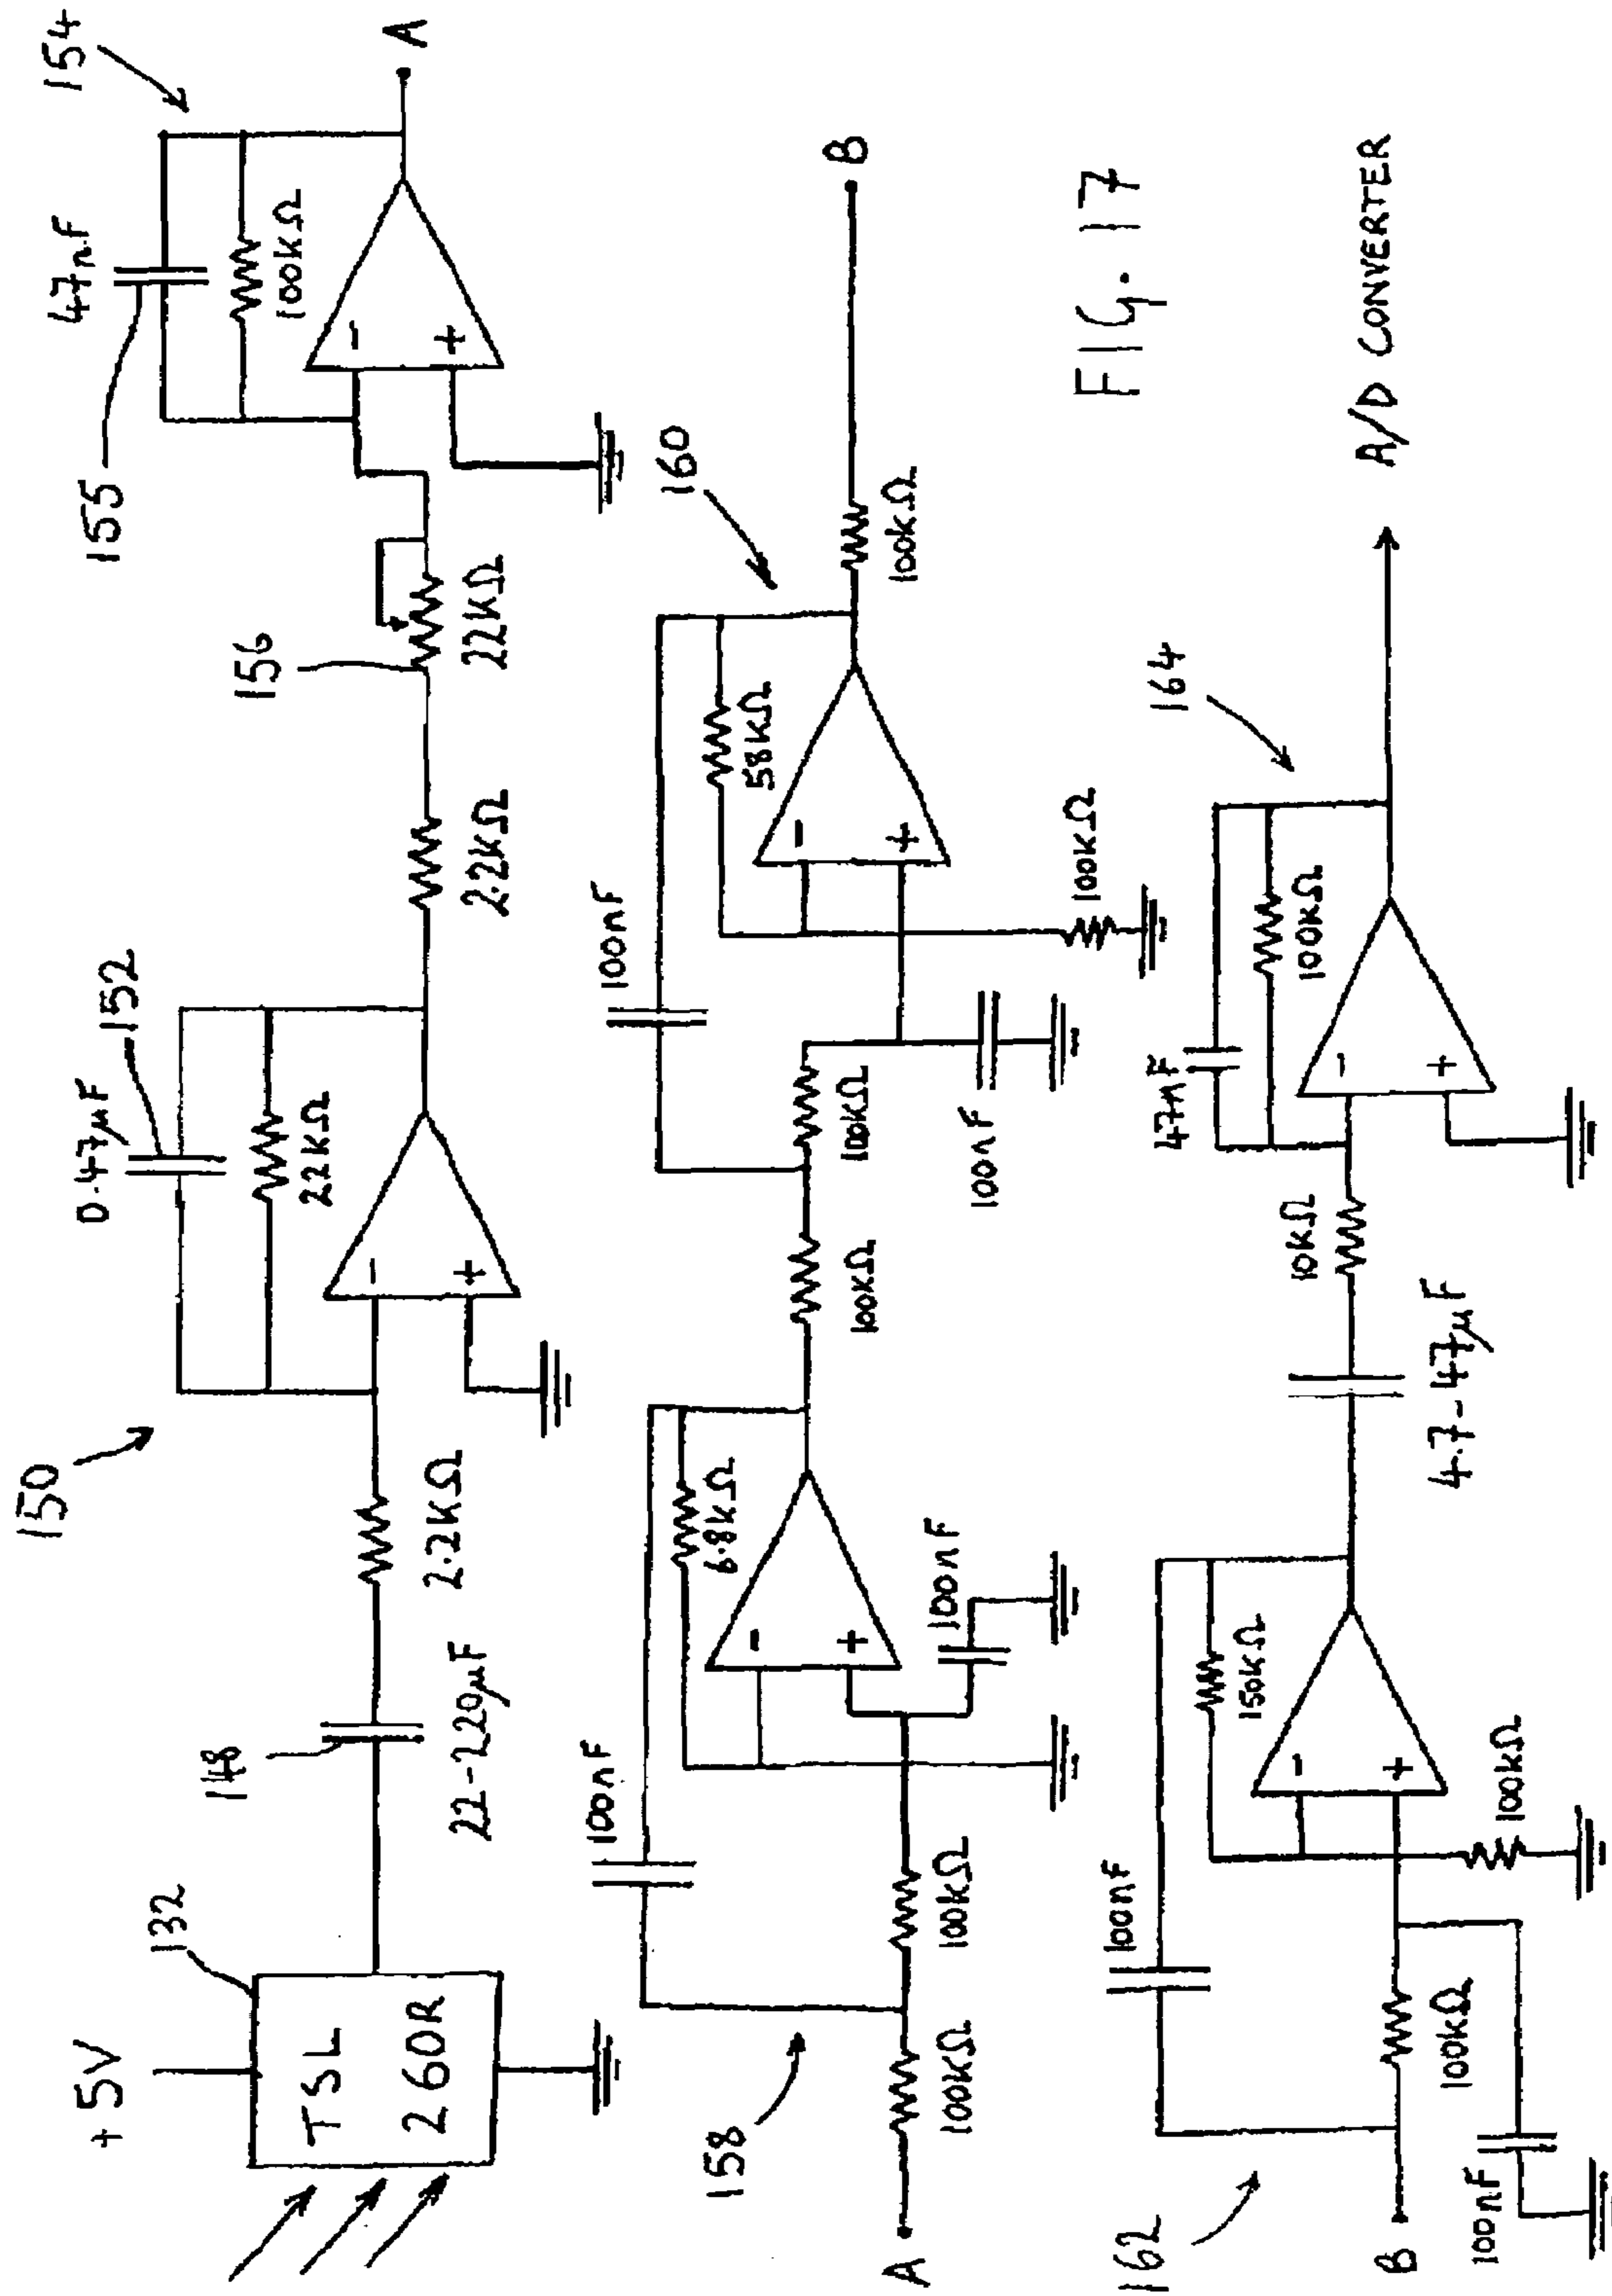 +5V
132
TSL
260R
148
22-220µF
2.2KΩ
150
0.47µF
152
22KΩ
2.2KΩ
156
22KΩ
155
47nF
154
100KΩ
-
+
-
+
A
A
158
100KΩ
100KΩ
100nF
6.8KΩ
-
+
100nF
100KΩ
100KΩ
100nF
100nF
58KΩ
-
+
100KΩ
160
100KΩ
B
FIG. 17
162
B
100nF
100KΩ
100nF
150KΩ
-
+
100KΩ
4.7-47µF
10KΩ
47nF
100KΩ
-
+
164
A/D CONVERTER